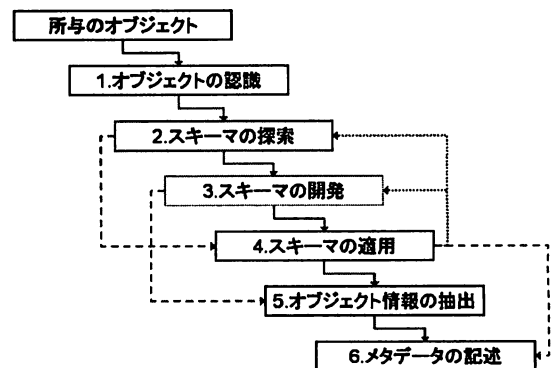 所与のオブジェクト
1.オブジェクトの認識
2.スキーマの探索
3.スキーマの開発
4.スキーマの適用
5.オブジェクト情報の抽出
6.メタデータの記述